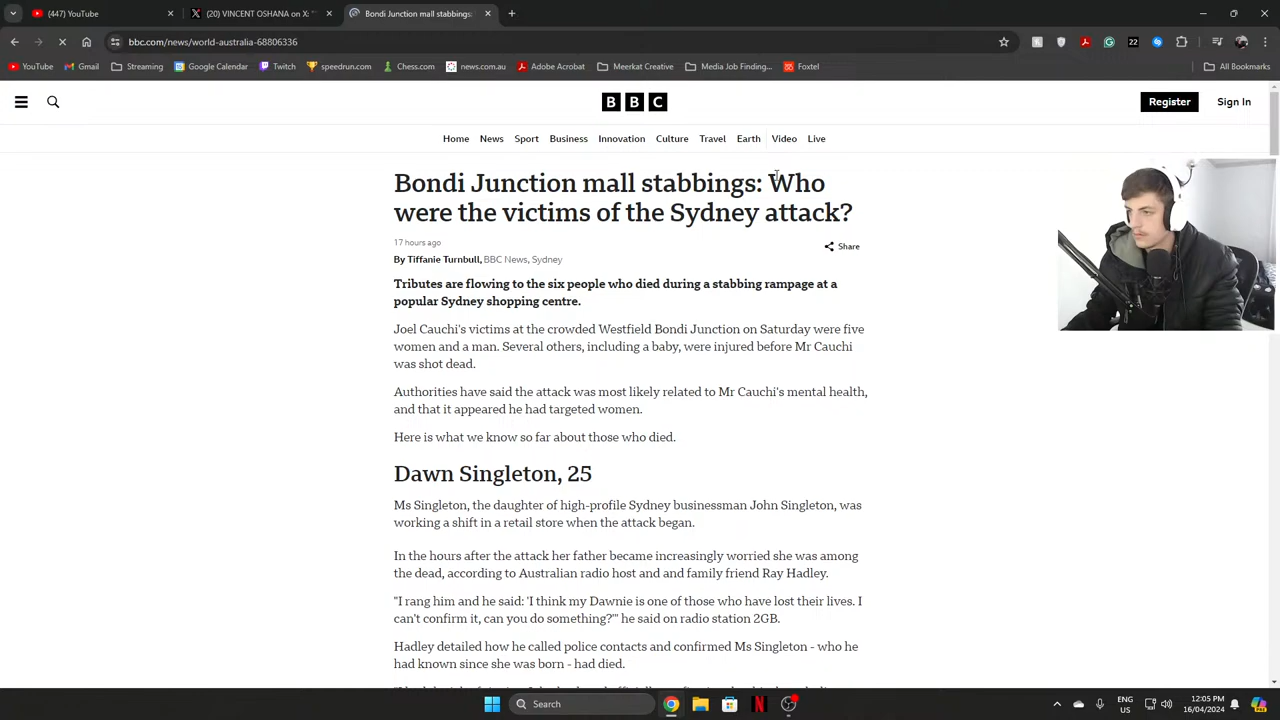 (447) YouTube
(20) VINCENT OSHANA on X: "
Bondi Junction mall stabbings:
bbc.com/news/world-australia-68806336
22
YouTube Gmail Streaming Google Calendar Twitch speedrun.com Chess.com news.com.au Adobe Acrobat Meerkat Creative Media Job Finding... Foxtel All Bookmarks
BBC
Register Sign In
Home News Sport Business Innovation Culture Travel Earth Video Live
Bondi Junction mall stabbings: Who
were the victims of the Sydney attack?
17 hours ago
Share
By Tiffanie Turnbull, BBC News, Sydney
Tributes are flowing to the six people who died during a stabbing rampage at a
popular Sydney shopping centre.
Joel Cauchi's victims at the crowded Westfield Bondi Junction on Saturday were five
women and a man. Several others, including a baby, were injured before Mr Cauchi
was shot dead.
Authorities have said the attack was most likely related to Mr Cauchi's mental health,
and that it appeared he had targeted women.
Here is what we know so far about those who died.
Dawn Singleton, 25
Ms Singleton, the daughter of high-profile Sydney businessman John Singleton, was
working a shift in a retail store when the attack began.
In the hours after the attack her father became increasingly worried she was among
the dead, according to Australian radio host and and family friend Ray Hadley.
"I rang him and he said: 'I think my Dawnie is one of those who have lost their lives. I
can't confirm it, can you do something?'" he said on radio station 2GB.
Hadley detailed how he called police contacts and confirmed Ms Singleton - who he
had known since she was born - had died.
Search
ENG
US
12:05 PM
16/04/2024